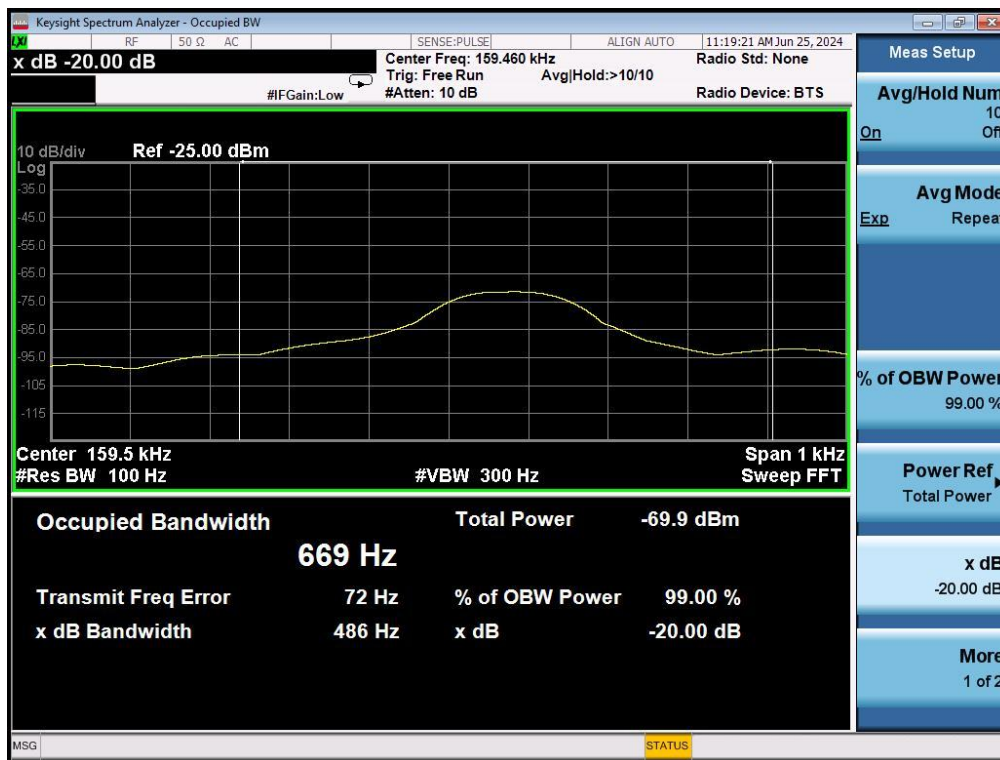 Keysight Spectrum Analyzer - Occupied BW
LXI RF 50 Ω AC SENSE:PULSE ALIGN AUTO 11:19:21 AM Jun 25, 2024
x dB -20.00 dB
Center Freq: 159.460 kHz Radio Std: None
Trig: Free Run Avg|Hold:>10/10
#IFGain:Low #Atten: 10 dB Radio Device: BTS
10 dB/div Ref -25.00 dBm
Log
-35.0
-45.0
-55.0
-65.0
-75.0
-85.0
-95.0
-105
-115
Center 159.5 kHz Span 1 kHz
#Res BW 100 Hz #VBW 300 Hz Sweep FFT
Occupied Bandwidth Total Power -69.9 dBm
669 Hz
Transmit Freq Error 72 Hz % of OBW Power 99.00 %
x dB Bandwidth 486 Hz x dB -20.00 dB
MSG STATUS
Meas Setup
Avg/Hold Num
10
On Off
Avg Mode
Exp Repeat
% of OBW Power
99.00 %
Power Ref
Total Power
x dB
-20.00 dB
More
1 of 2